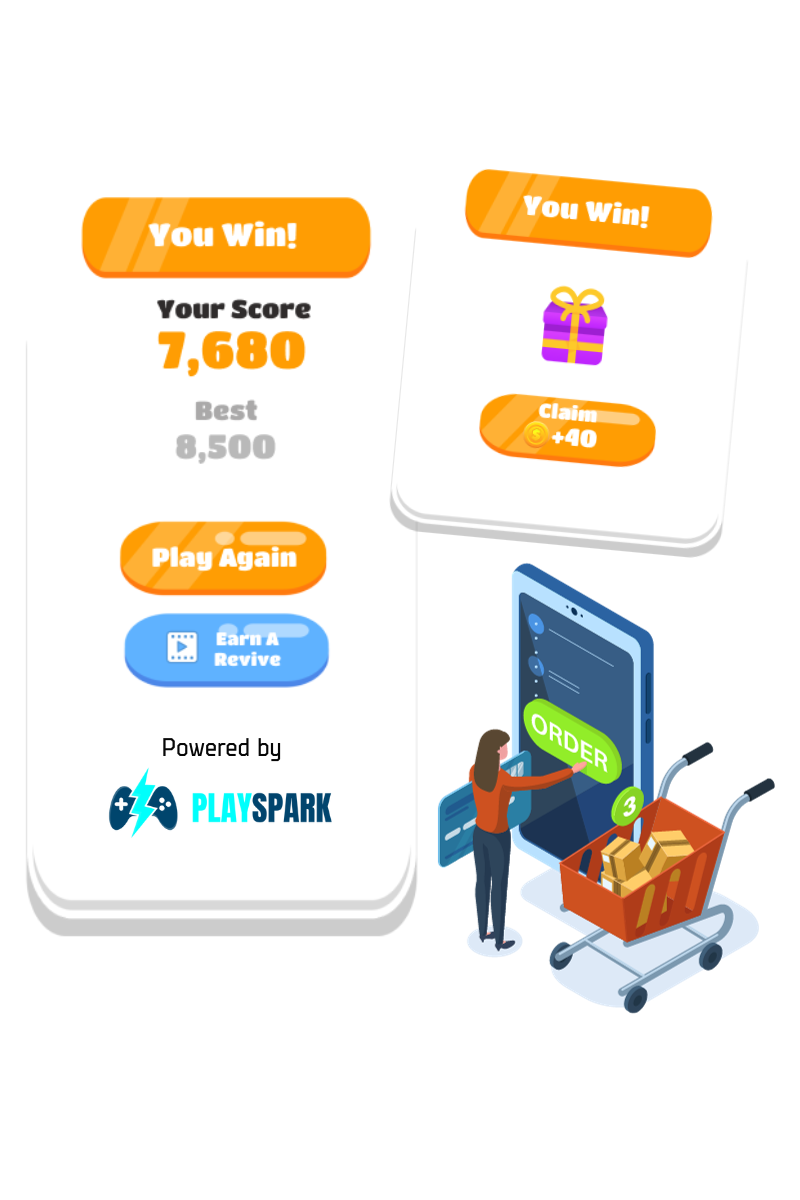 You Win!
Your Score
7,680
Best
8,500
Play Again
Earn A
Revive
Powered by
PLAYSPARK
You Win!
Claim
+40
ORDER
3